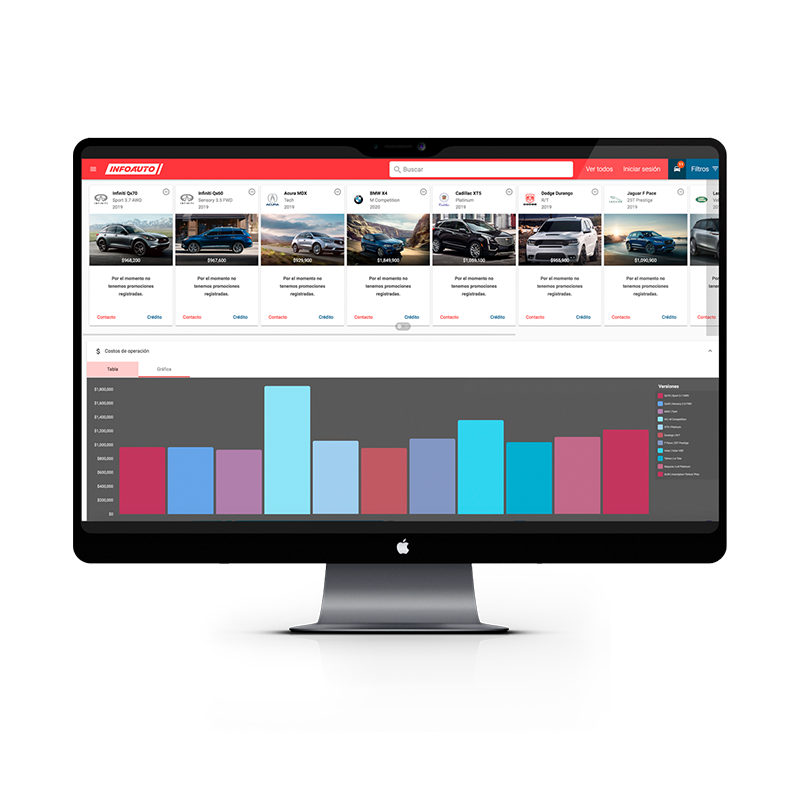 INFOAUTO
Buscar
Ver todos
Iniciar sesión
Filtros
Infiniti Qx70
Sport 3.7 AWD
2019
$968,200
Por el momento no
tenemos promociones
registradas.
Contacto
Crédito
Infiniti Qx60
Sensory 3.5 FWD
2019
$967,600
Por el momento no
tenemos promociones
registradas.
Contacto
Crédito
ACURA
Acura MDX
Tech
2019
$929,900
Por el momento no
tenemos promociones
registradas.
Contacto
Crédito
BMW X4
M Competition
2020
$1,849,900
Por el momento no
tenemos promociones
registradas.
Contacto
Crédito
Cadillac XT5
Platinum
2019
$1,059,100
Por el momento no
tenemos promociones
registradas.
Contacto
Crédito
Dodge Durango
R/T
2019
$958,900
Por el momento no
tenemos promociones
registradas.
Contacto
Crédito
Jaguar F Pace
25T Prestige
2019
$1,090,900
Por el momento no
tenemos promociones
registradas.
Contacto
Crédito
Por
tenem
Contacto
$ Costos de operación
Tabla
Gráfica
$1,800,000
$1,600,000
$1,400,000
$1,200,000
$1,000,000
$800,000
$600,000
$400,000
$200,000
$0
Versiones